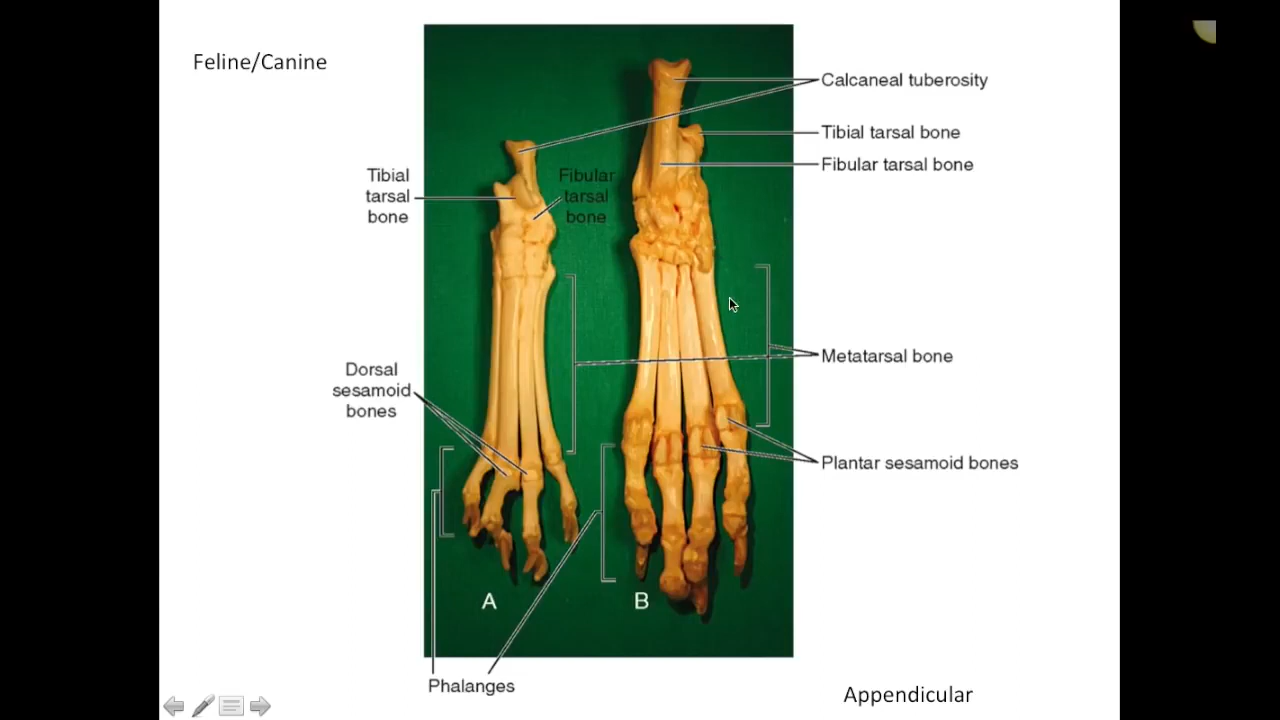 Feline/Canine
Calcaneal tuberosity
Tibial tarsal bone
Fibular tarsal bone
Tibial
tarsal
bone
Fibular
tarsal
bone
Metatarsal bone
Dorsal
sesamoid
bones
Plantar sesamoid bones
A
B
Phalanges
Appendicular